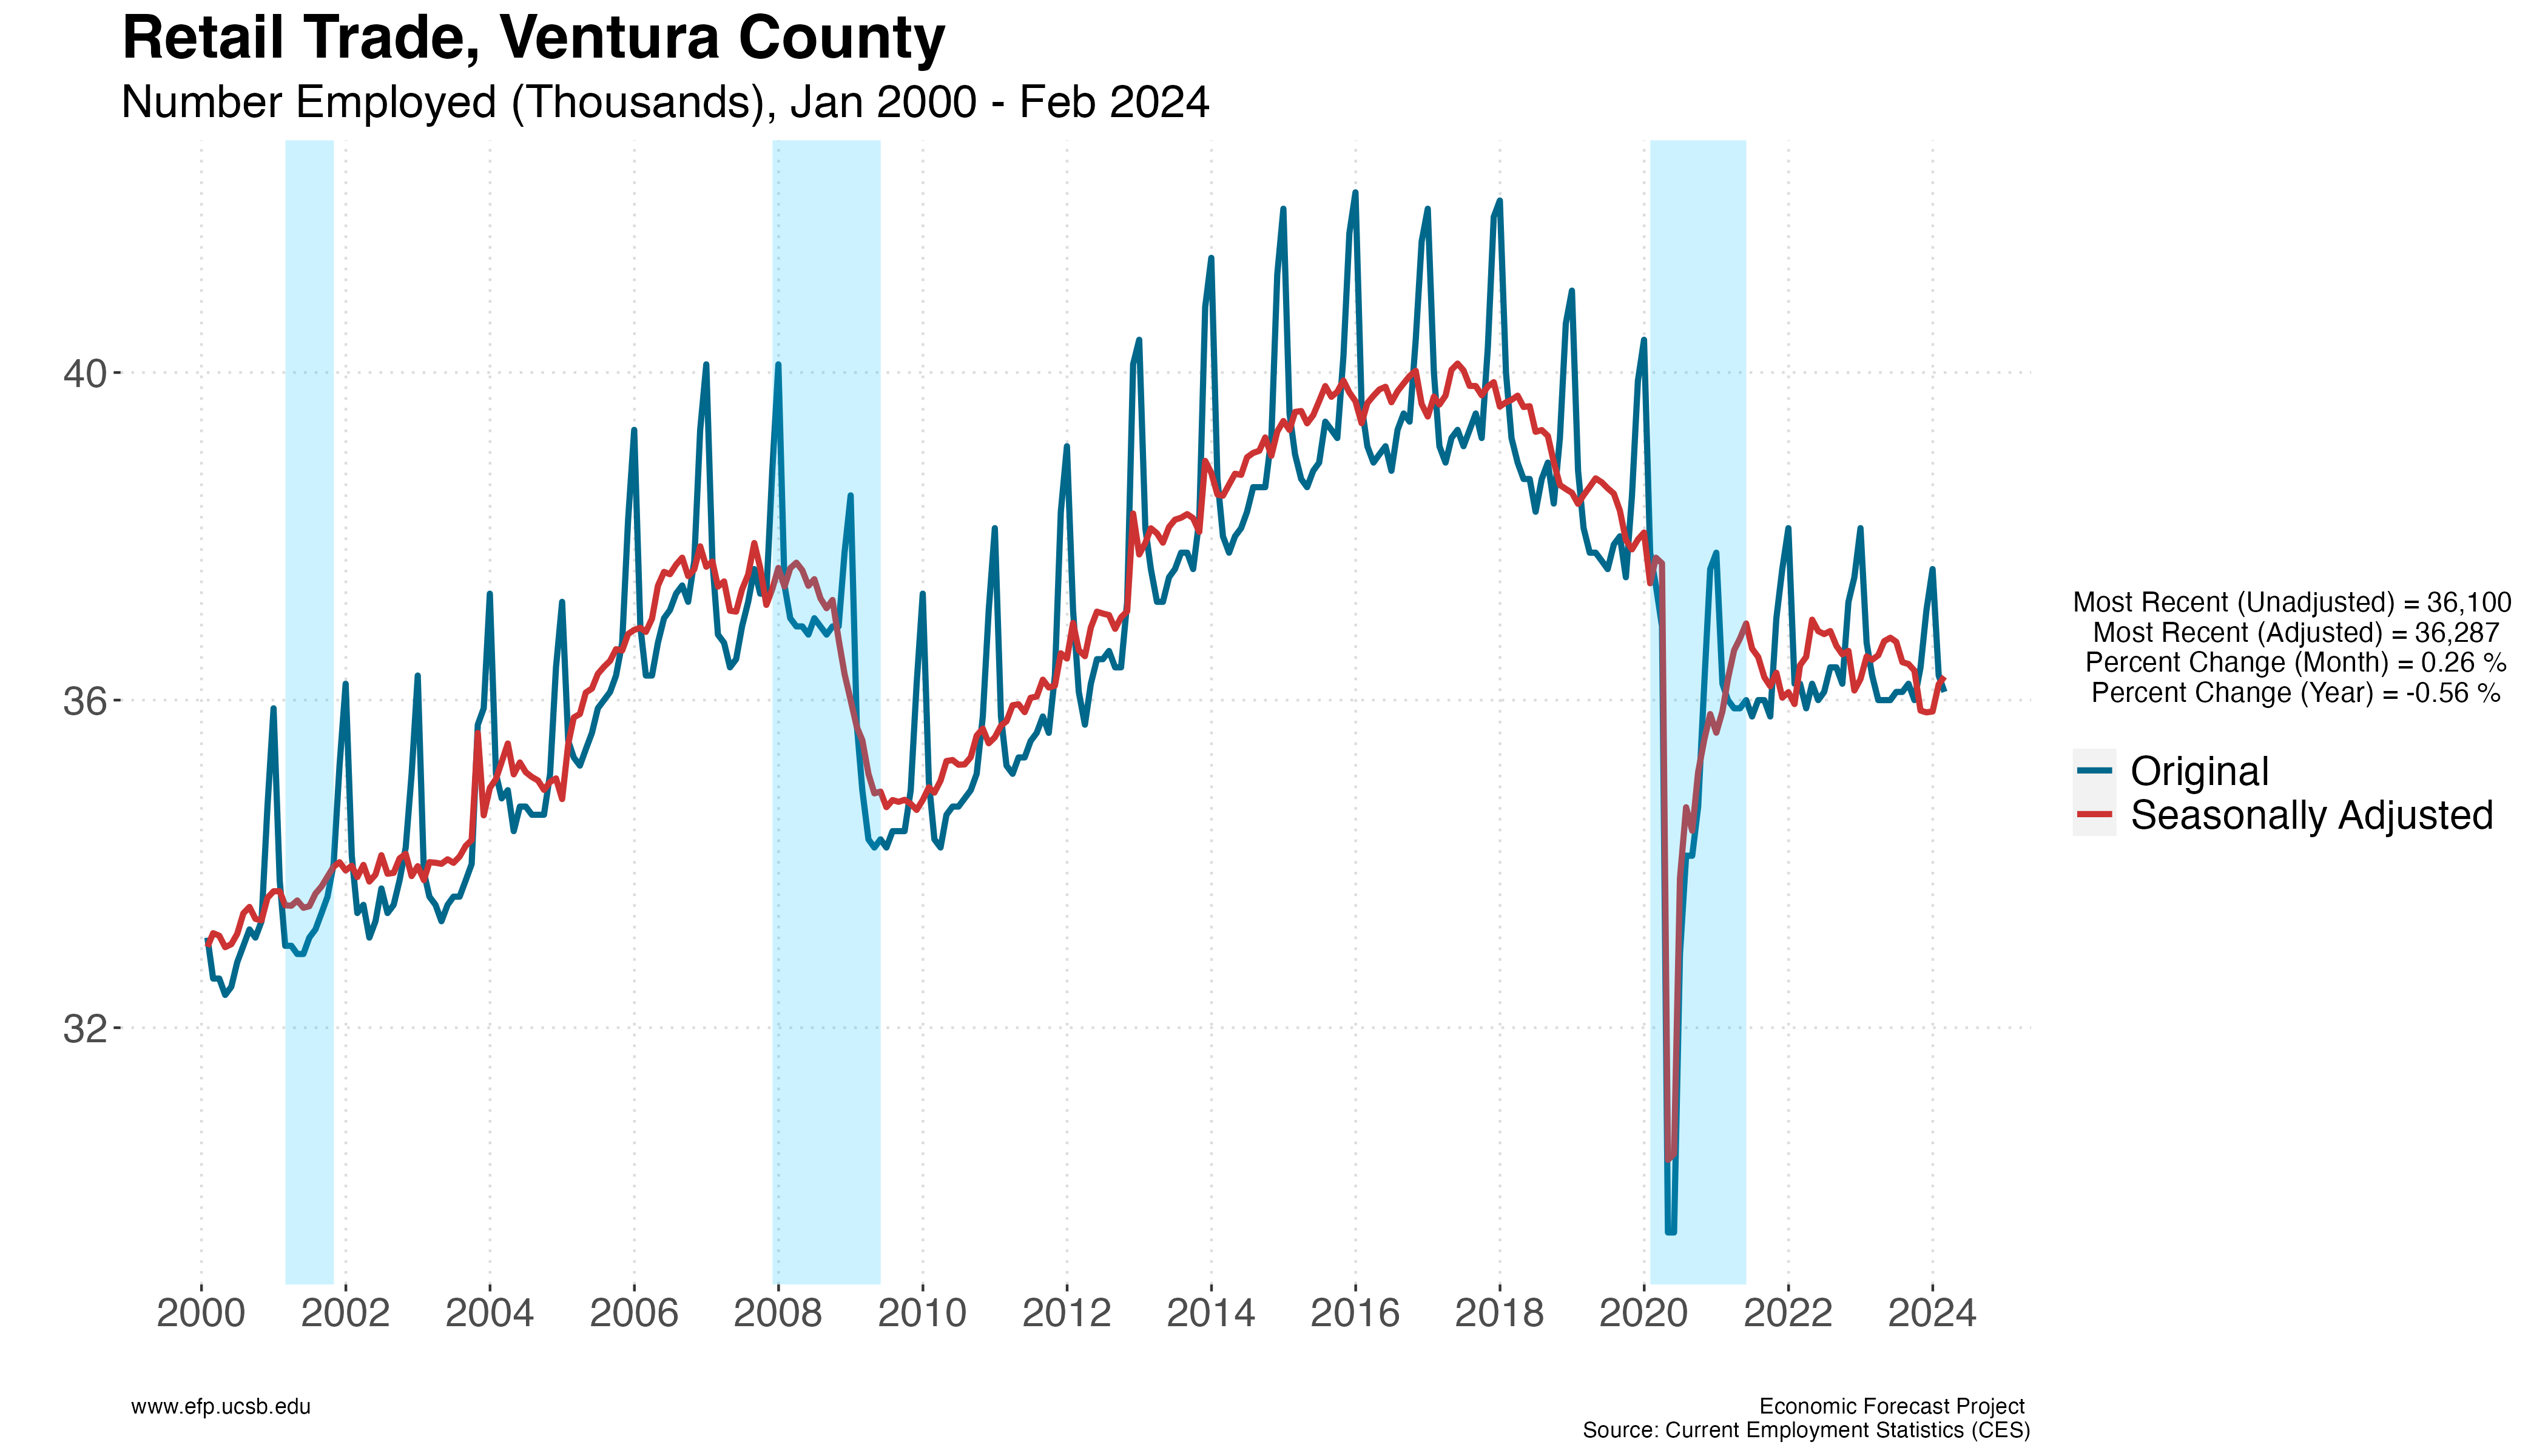 Retail Trade, Ventura County
Number Employed (Thousands), Jan 2000 - Feb 2024
40
36
32
2000 2002 2004 2006 2008 2010 2012 2014 2016 2018 2020 2022 2024
Most Recent (Unadjusted) = 36,100
Most Recent (Adjusted) = 36,287
Percent Change (Month) = 0.26 %
Percent Change (Year) = -0.56 %
Original
Seasonally Adjusted
www.efp.ucsb.edu
Economic Forecast Project
Source: Current Employment Statistics (CES)